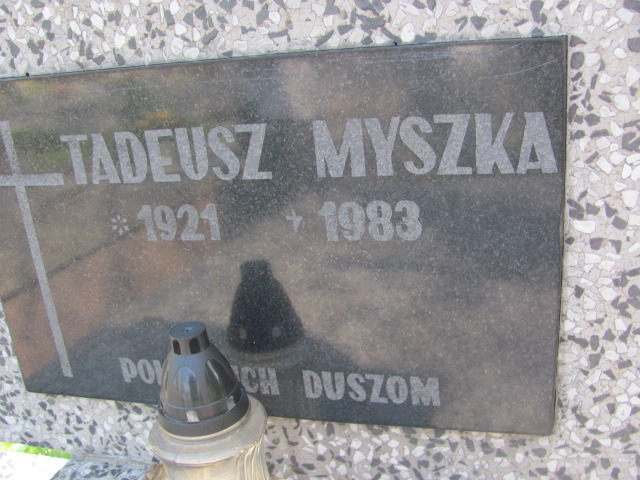 TADEUSZ MYSZKA
* 1921 + 1983
DUSZOM